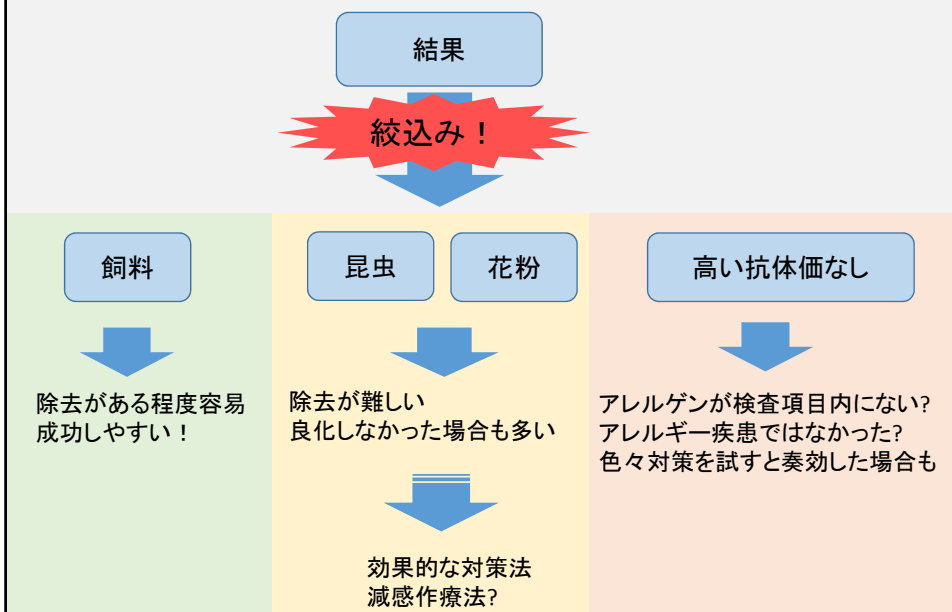 結果
絞込み！
飼料
除去がある程度容易
成功しやすい！
昆虫
花粉
除去が難しい
良化しなかった場合も多い
効果的な対策法
減感作療法?
高い抗体価なし
アレルゲンが検査項目内にない?
アレルギー疾患ではなかった?
色々対策を試すと奏効した場合も